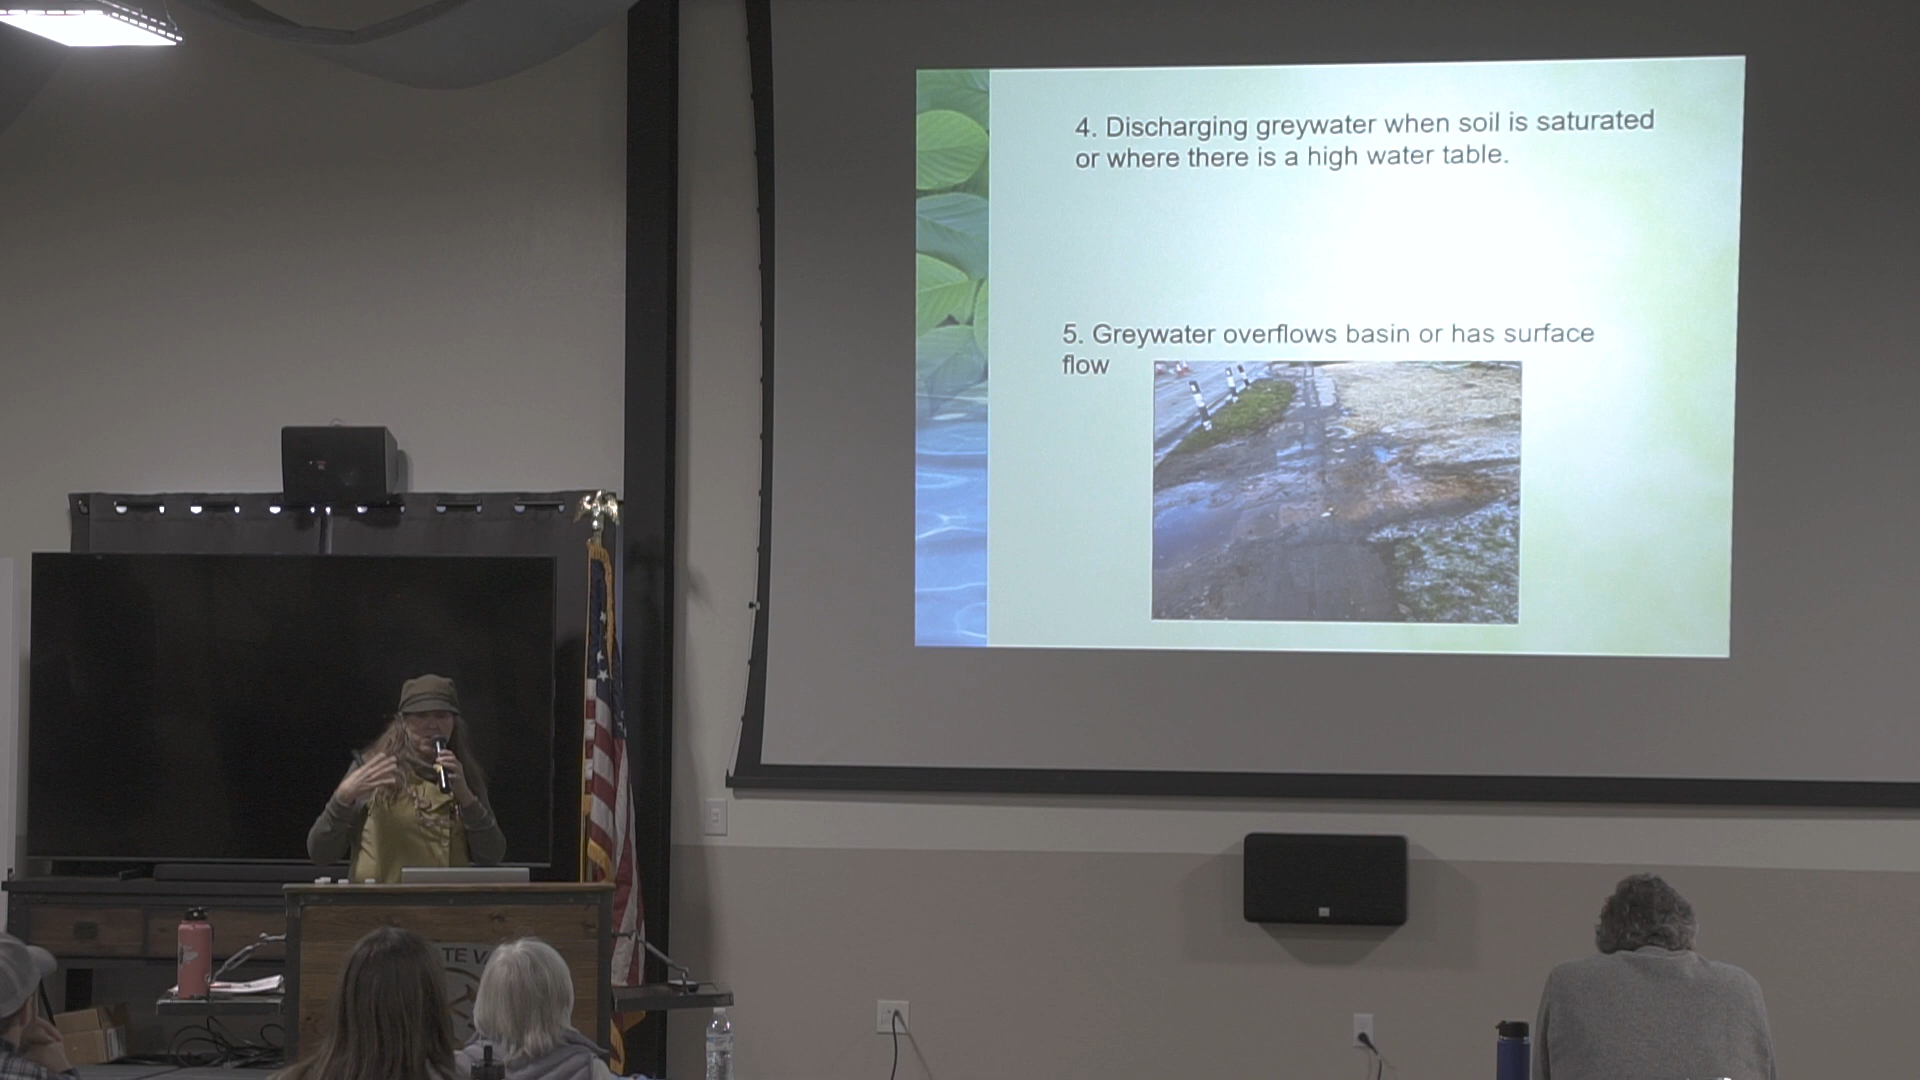 4. Discharging greywater when soil is saturated
or where there is a high water table.
5. Greywater overflows basin or has surface
flow
TE V